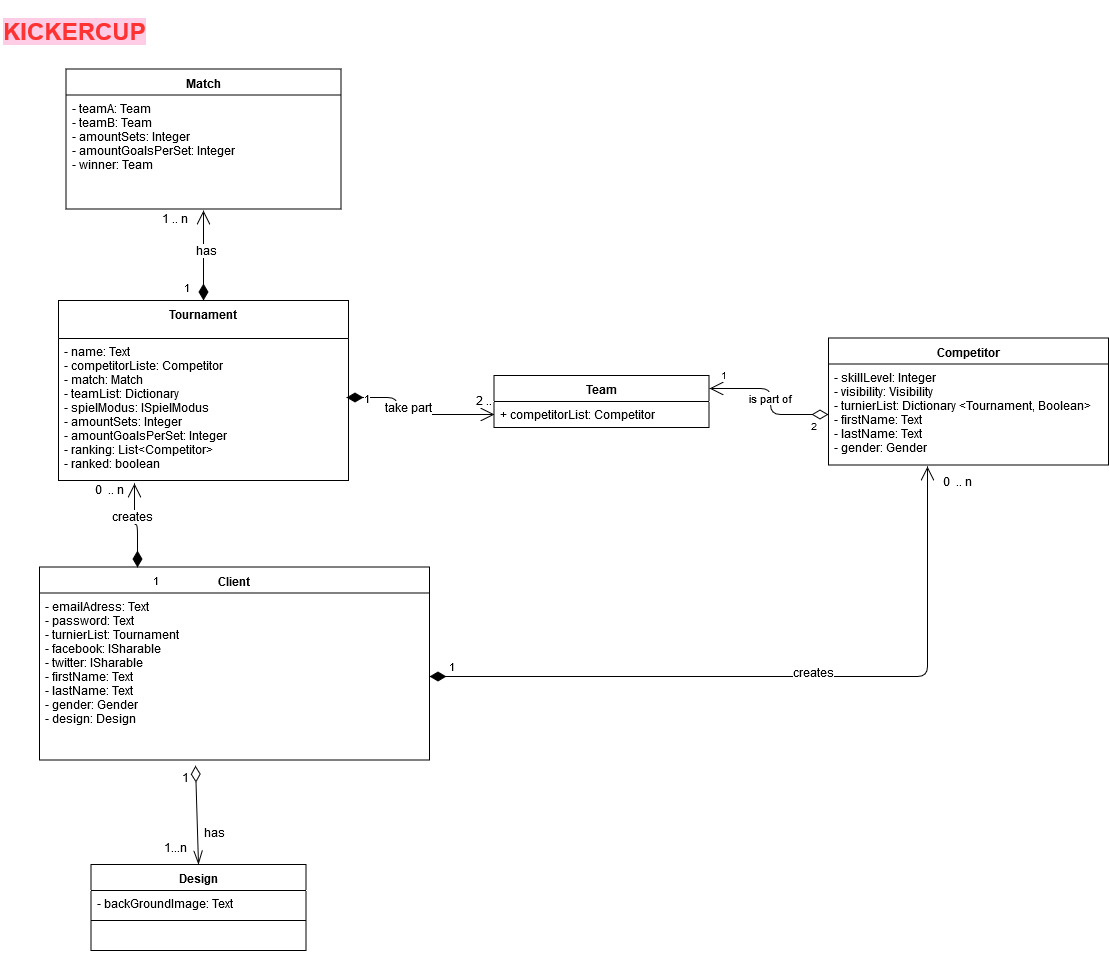 KICKERCUP
Match
- teamA: Team
- teamB: Team
- amountSets: Integer
- amountGoalsPerSet: Integer
- winner: Team
1 .. n
has
1
Tournament
- name: Text
- competitorListe: Competitor
- match: Match
- teamList: Dictionary
- spielModus: ISpielModus
- amountSets: Integer
- amountGoalsPerSet: Integer
- ranking: List<Competitor>
- ranked: boolean
1
take part
2 ..
Team
+ competitorList: Competitor
1
is part of
2
Competitor
- skillLevel: Integer
- visibility: Visibility
- turnierList: Dictionary <Tournament, Boolean>
- firstName: Text
- lastName: Text
- gender: Gender
0 .. n
0 .. n
creates
1
Client
- emailAdress: Text
- password: Text
- turnierList: Tournament
- facebook: ISharable
- twitter: ISharable
- firstName: Text
- lastName: Text
- gender: Gender
- design: Design
1
creates
1
has
1...n
Design
- backGroundImage: Text